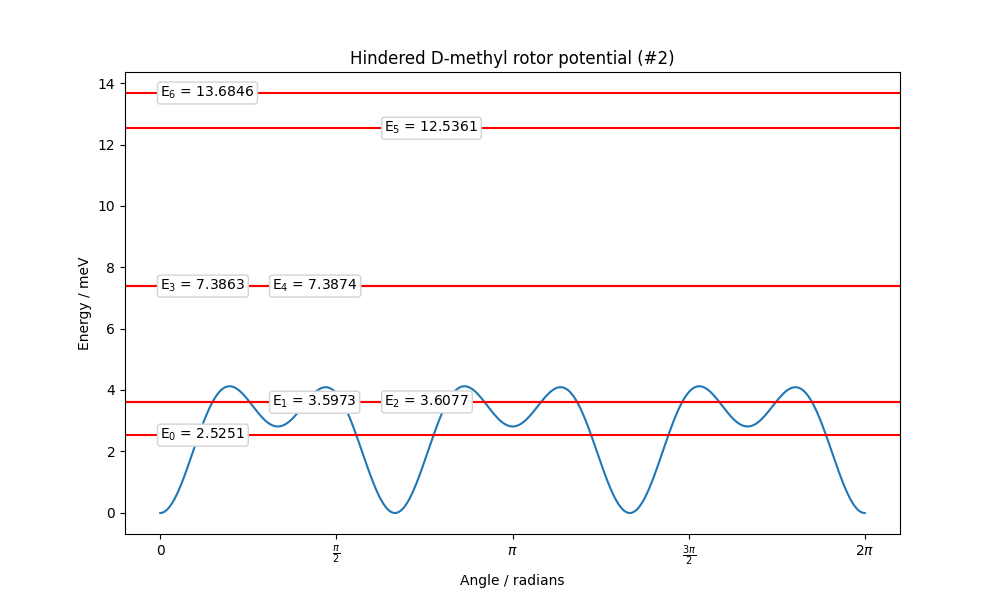 Hindered D-methyl rotor potential (#2)
14
E₆ = 13.6846
E₅ = 12.5361
12
10
8
E₃ = 7.3863 E₄ = 7.3874
6
4
E₁ = 3.5973 E₂ = 3.6077
E₀ = 2.5251
2
0
Energy / meV
0 π/2 π 3π/2 2π
Angle / radians